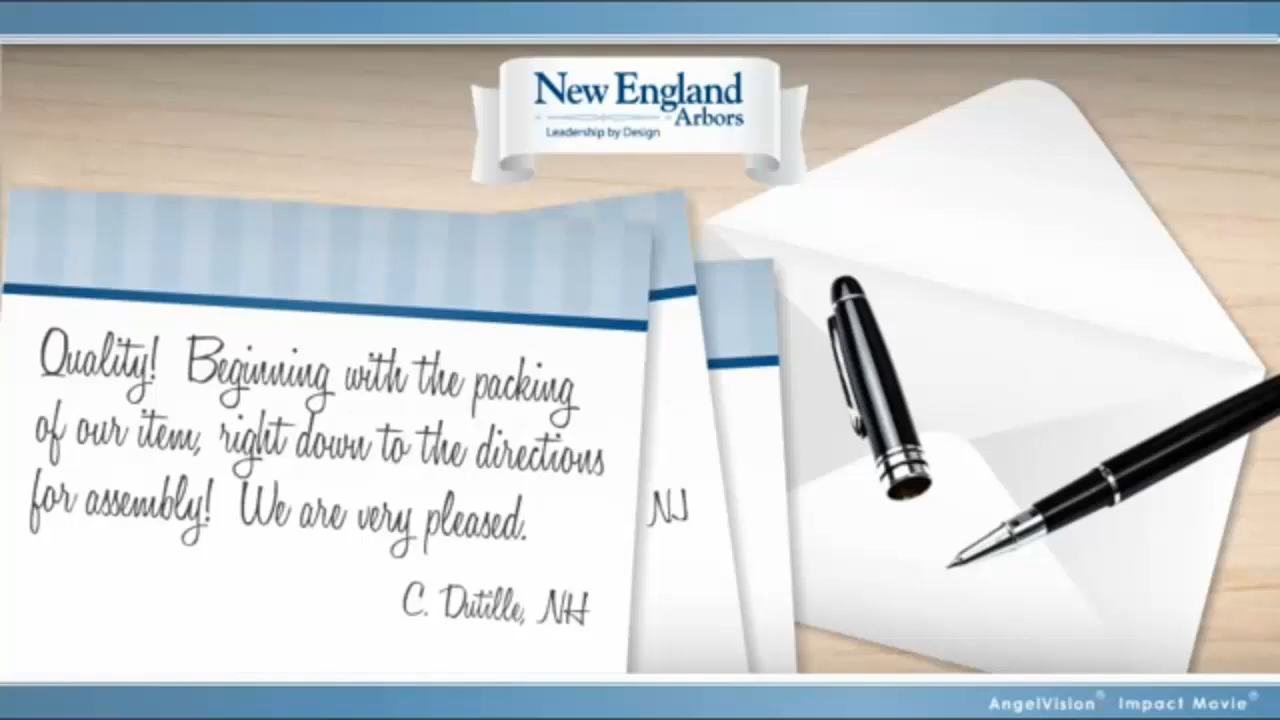 New England
Arbors
Leadership by Design
Quality! Beginning with the packing
of our item, right down to the directions
for assembly! We are very pleased.
C. Dutille, NH
NJ
AngelVision® Impact Movie®